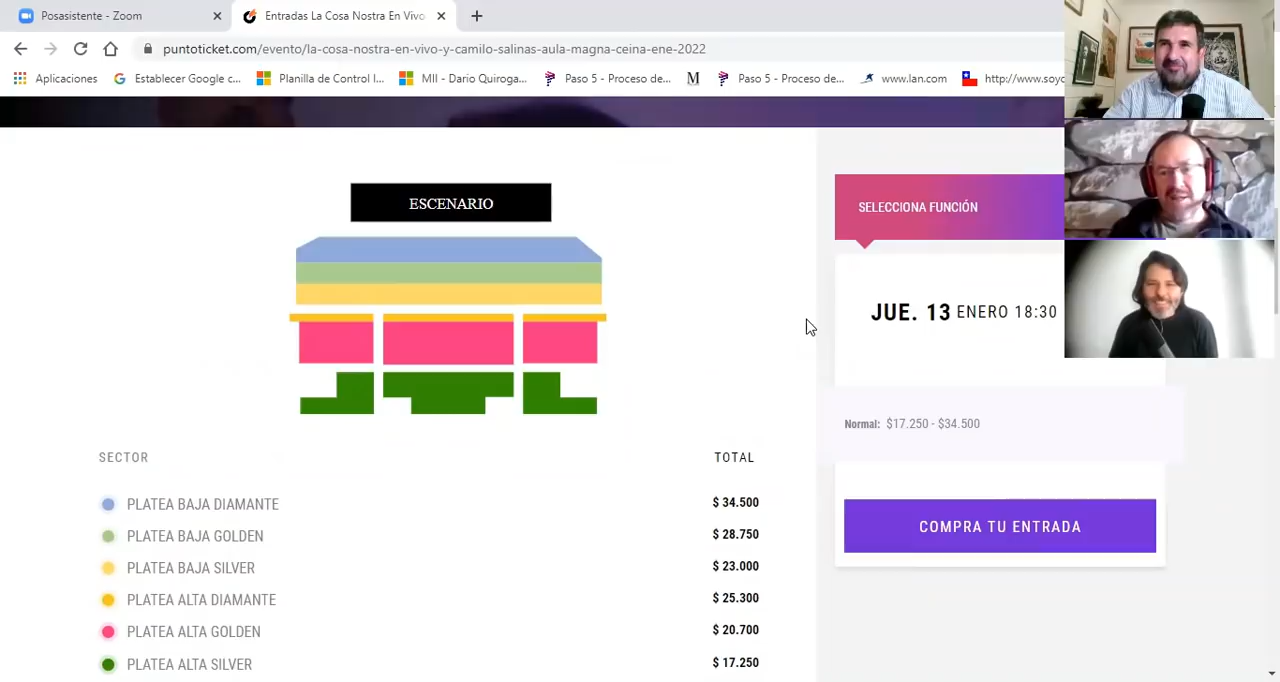 Posasistente - Zoom
Entradas La Cosa Nostra En Vivo
puntoticket.com/evento/la-cosa-nostra-en-vivo-y-camilo-salinas-aula-magna-ceina-ene-2022
Aplicaciones
Establecer Google c...
Planilla de Control I...
MII - Dario Quiroga...
Paso 5 - Proceso de...
M
Paso 5 - Proceso de...
www.lan.com
http://www.soyc
ESCENARIO
SELECCIONA FUNCIÓN
JUE. 13 ENERO 18:30
Normal: $17.250 - $34.500
COMPRA TU ENTRADA
SECTOR TOTAL
PLATEA BAJA DIAMANTE $ 34.500
PLATEA BAJA GOLDEN $ 28.750
PLATEA BAJA SILVER $ 23.000
PLATEA ALTA DIAMANTE $ 25.300
PLATEA ALTA GOLDEN $ 20.700
PLATEA ALTA SILVER $ 17.250